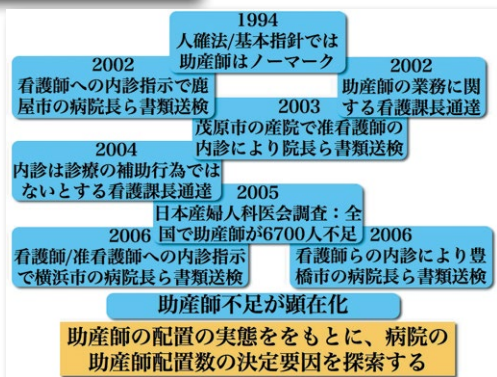 1994
人確法/基本指針では
助産師はノーマーク
2002
看護師への内診指示で鹿
屋市の病院長ら書類送検
2002
助産師の業務に関
する看護課長通達
2003
茂原市の産院で准看護師の
内診により院長ら書類送検
2004
内診は診療の補助行為では
ないとする看護課長通達
2005
日本産婦人科医会調査：全
国で助産師が6700人不足
2006
看護師/准看護師への内診指示
で横浜市の病院長ら書類送検
2006
看護師らの内診により豊
橋市の病院長ら書類送検
助産師不足が顕在化
助産師の配置の実態ををもとに、病院の
助産師配置数の決定要因を探索する